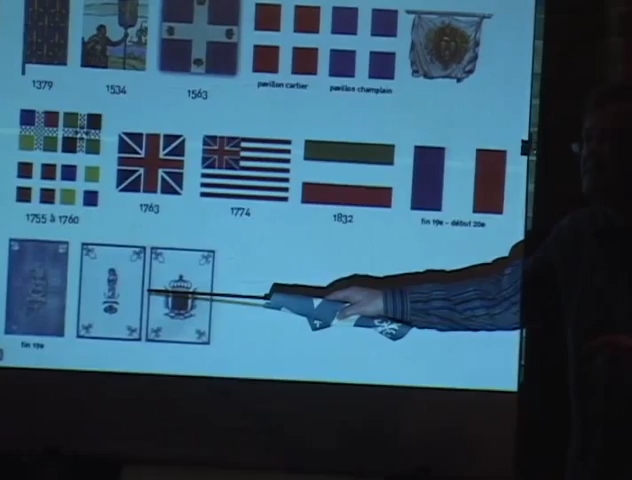 1379
1534
1563
pavillon cartier
pavillon champlain
1755 à 1760
1763
1774
1832
fin 19e - début 20e
fin 19e